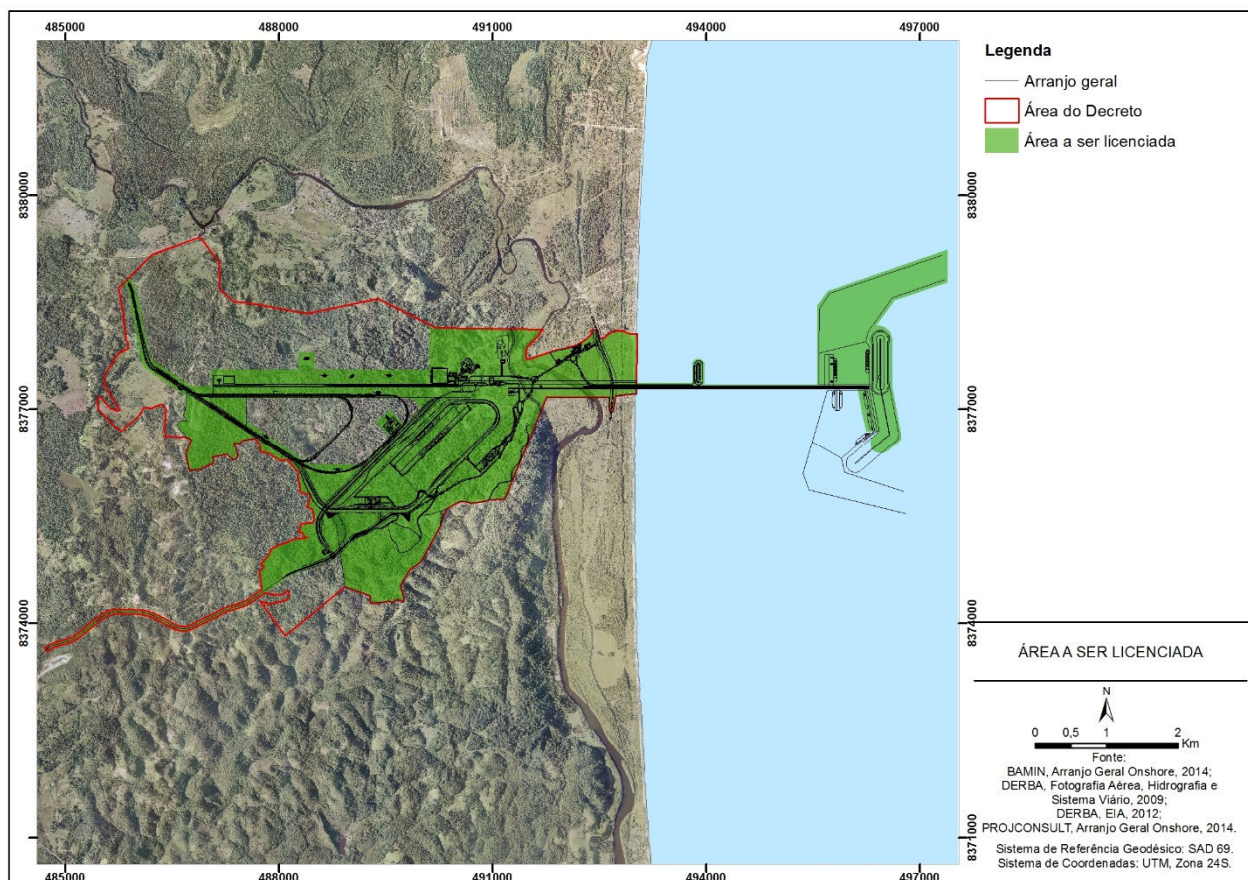 485000 488000 491000 494000 497000
Legenda
Arranjo geral
Área do Decreto
Área a ser licenciada
8380000 8380000
8377000 8377000
8374000 8374000
ÁREA A SER LICENCIADA
N
0 0,5 1 2
Km
Fonte:
BAMIN, Arranjo Geral Onshore, 2014;
DERBA, Fotografia Aérea, Hidrografia e
Sistema Viário, 2009;
DERBA, EIA, 2012;
PROJCONSULT, Arranjo Geral Onshore, 2014.
Sistema de Referência Geodésico: SAD 69.
Sistema de Coordenadas: UTM, Zona 24S.
8371000 8371000
485000 488000 491000 494000 497000